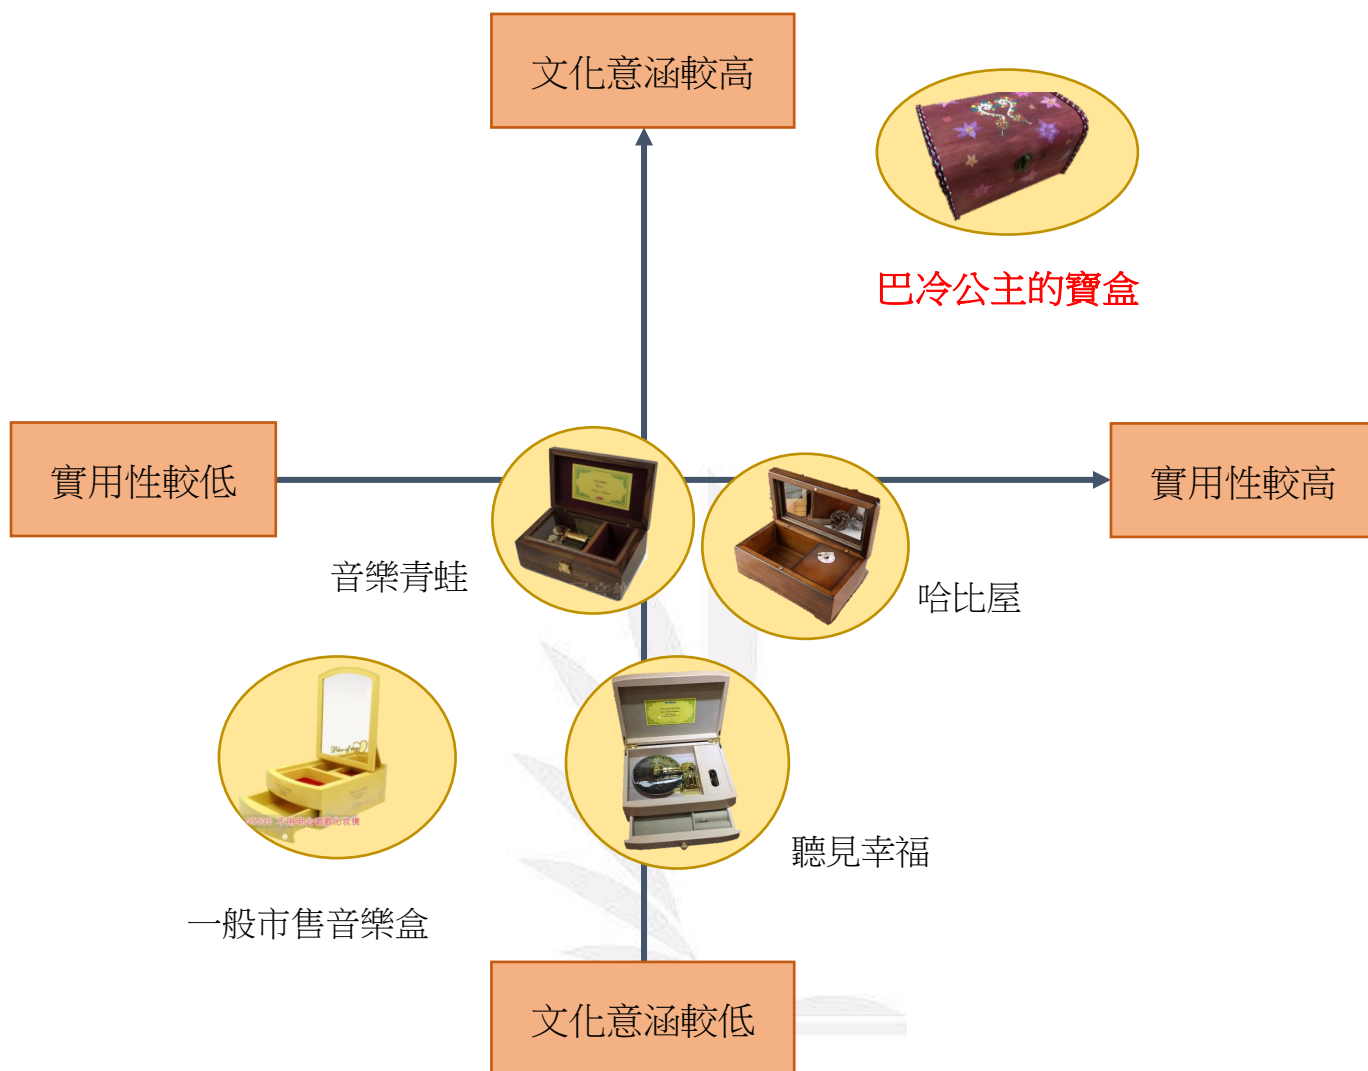 文化意涵較高
巴冷公主的寶盒
實用性較低
實用性較高
音樂青蛙
哈比屋
聽見幸福
一般市售音樂盒
文化意涵較低